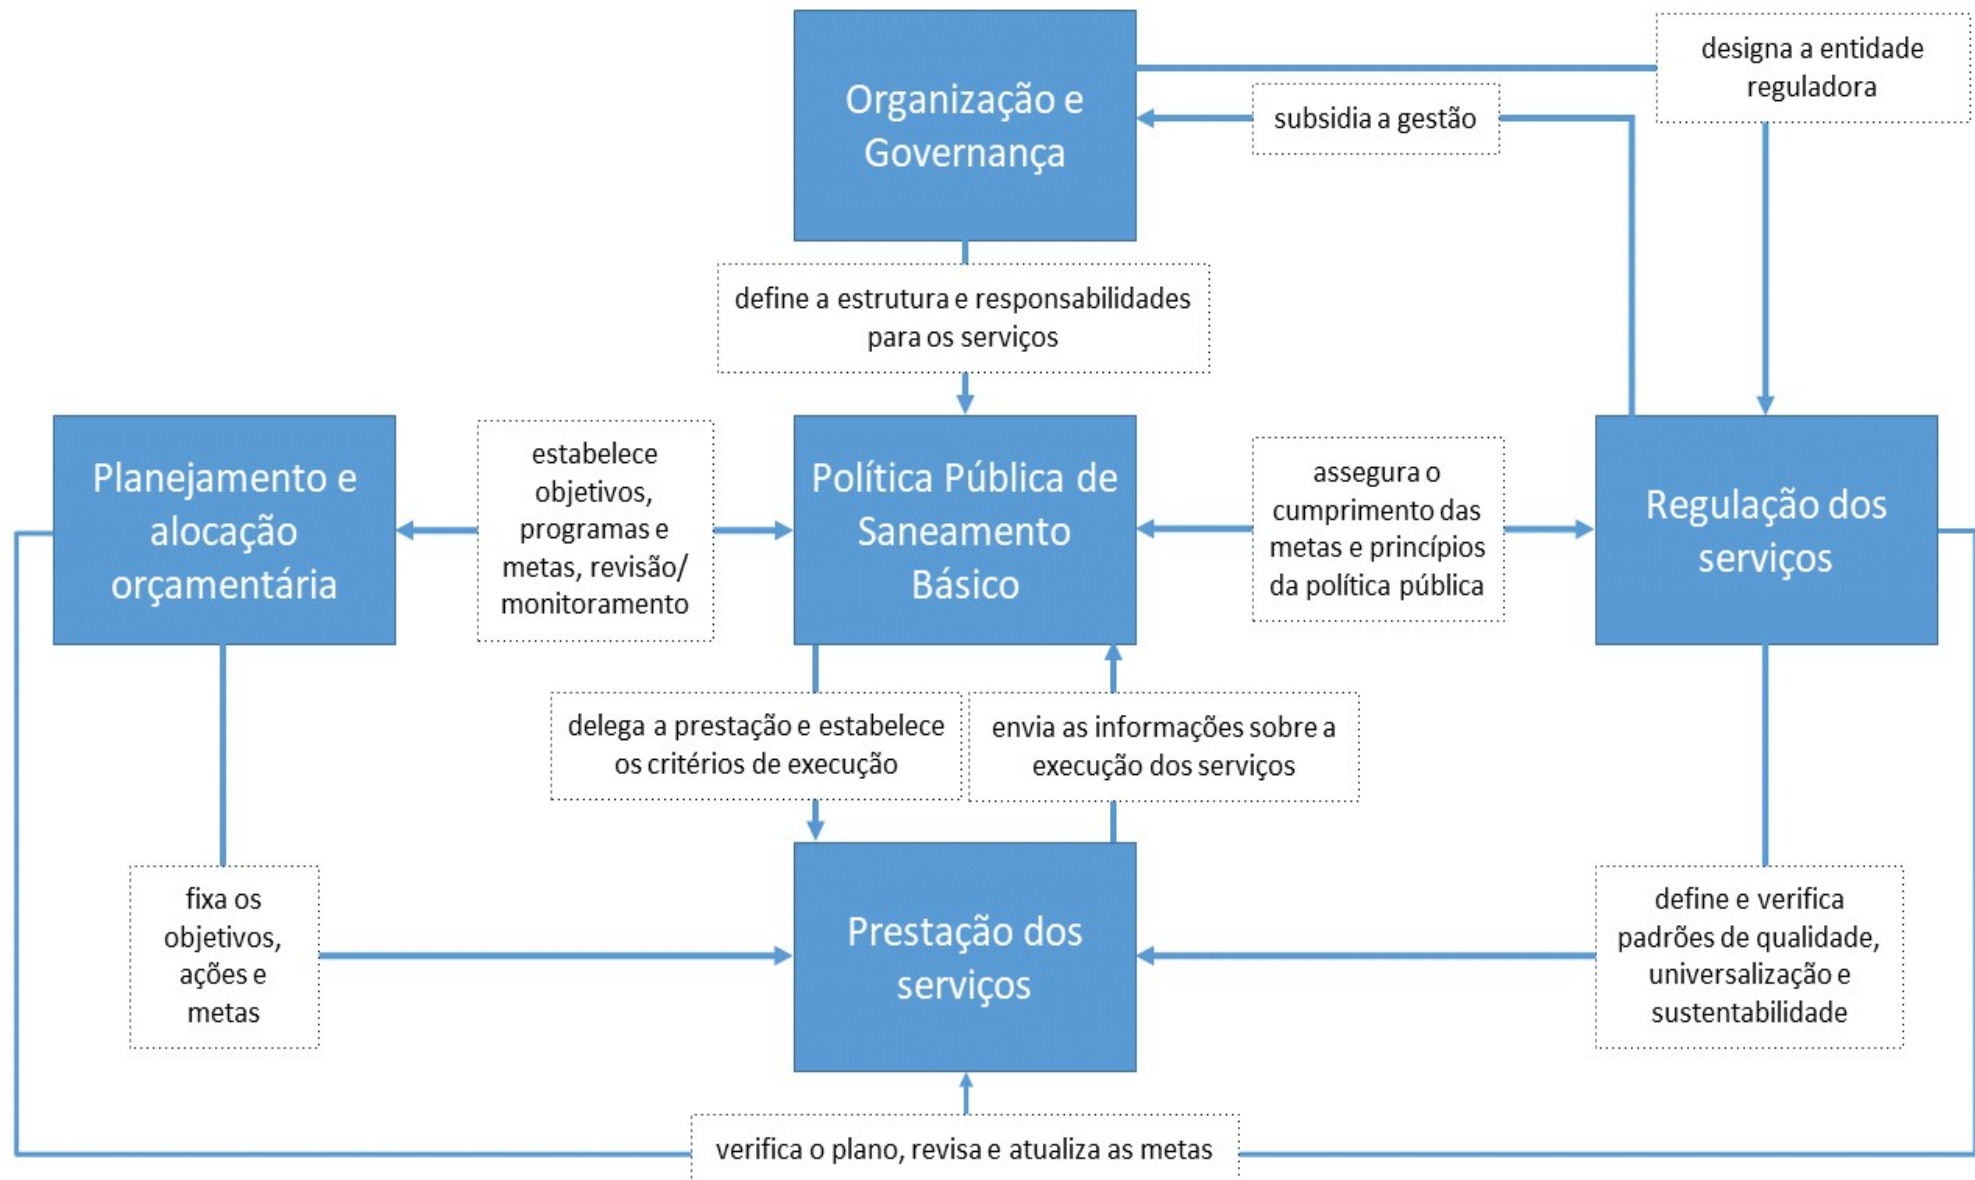 Organização e
Governança
designa a entidade
reguladora
subsidia a gestão
define a estrutura e responsabilidades
para os serviços
Planejamento e
alocação
orçamentária
estabelece
objetivos,
programas e
metas, revisão/
monitoramento
Política Pública de
Saneamento
Básico
assegura o
cumprimento das
metas e princípios
da política pública
Regulação dos
serviços
delega a prestação e estabelece
os critérios de execução
envia as informações sobre a
execução dos serviços
fixa os
objetivos,
ações e
metas
Prestação dos
serviços
define e verifica
padrões de qualidade,
universalização e
sustentabilidade
verifica o plano, revisa e atualiza as metas